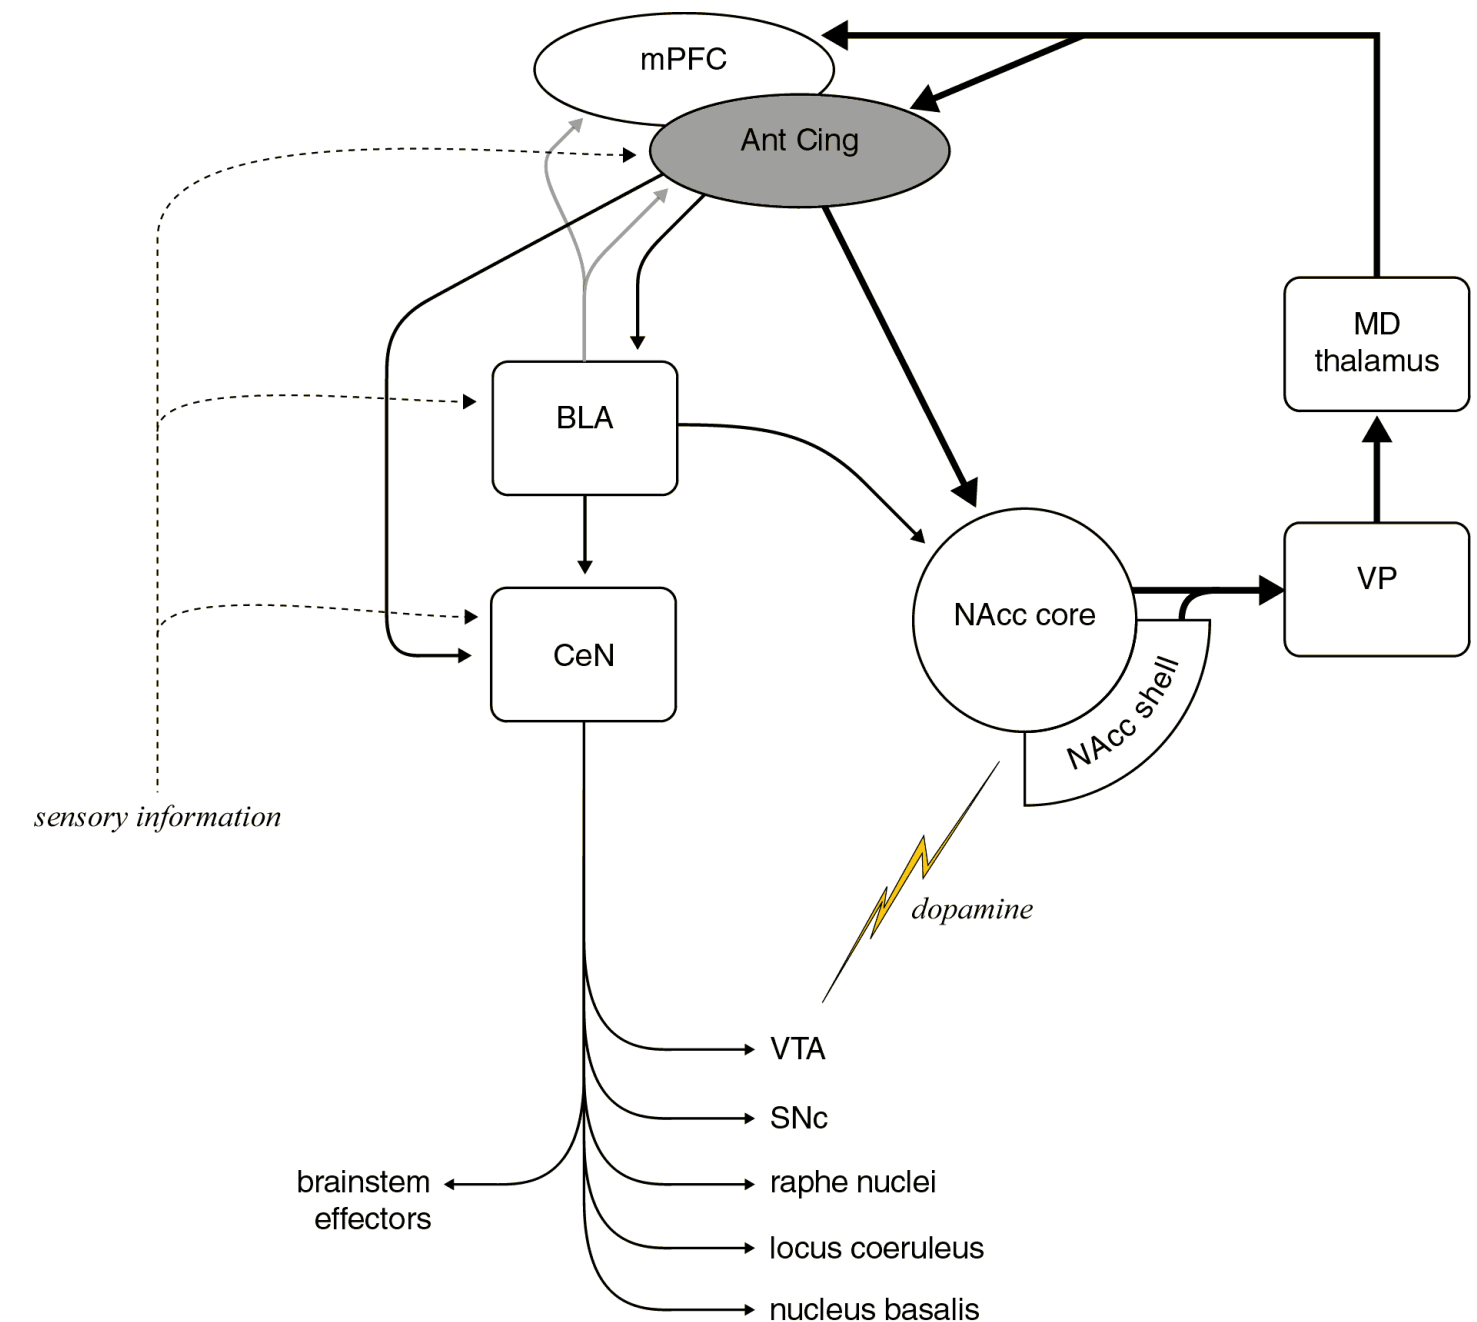 mPFC
Ant Cing
MD
thalamus
BLA
VP
NAcc core
CeN
NAcc shell
sensory information
dopamine
VTA
SNc
brainstem
effectors
raphe nuclei
locus coeruleus
nucleus basalis